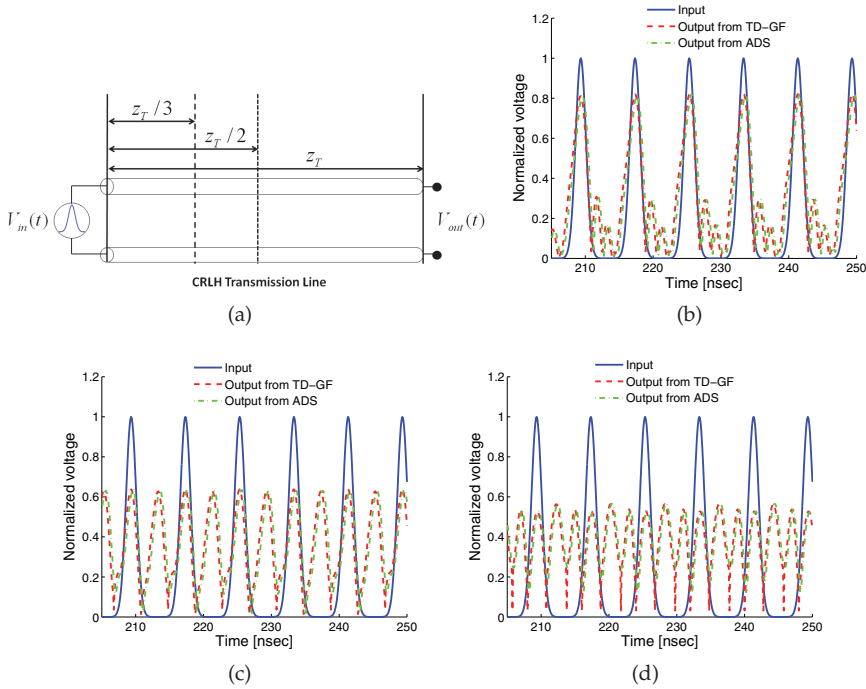 z_T / 3
z_T / 2
z_T
V_in(t)
V_out(t)
CRLH Transmission Line
(a)
Input
Output from TD-GF
Output from ADS
Normalized voltage
1.2
1
0.8
0.6
0.4
0.2
0
210 220 230 240 250
Time [nsec]
(b)
Input
Output from TD-GF
Output from ADS
Normalized voltage
1.2
1
0.8
0.6
0.4
0.2
0
210 220 230 240 250
Time [nsec]
(c)
Input
Output from TD-GF
Output from ADS
Normalized voltage
1.2
1
0.8
0.6
0.4
0.2
0
210 220 230 240 250
Time [nsec]
(d)